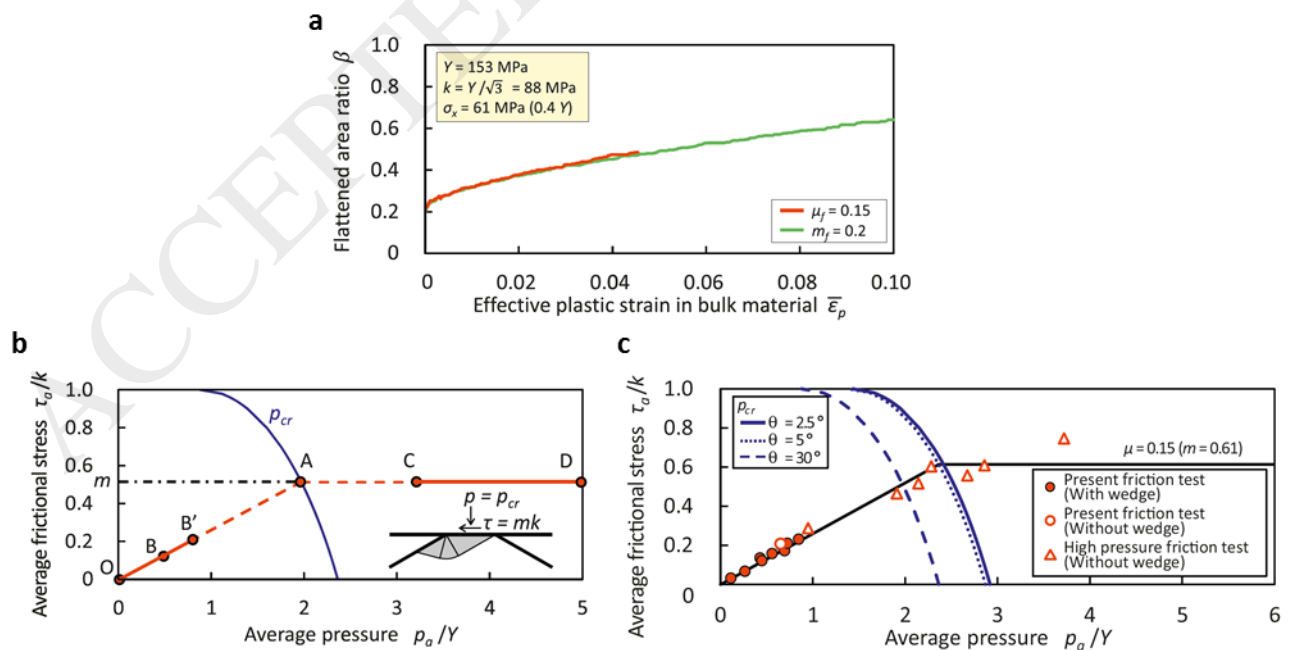 ACCEPTE
a
Flattened area ratio β
1.0
0.8
0.6
0.4
0.2
0
Y = 153 MPa
k = Y/√3 = 88 MPa
σx = 61 MPa (0.4 Y)
μf = 0.15
mf = 0.2
0 0.02 0.04 0.06 0.08 0.10
Effective plastic strain in bulk material ε̅p
b
Average frictional stress τa/k
1.0
0.8
0.6
m
0.4
0.2
0
pcr
A
C
D
B'
B
O
p = pcr
τ = mk
0 1 2 3 4 5
Average pressure pa/Y
c
Average frictional stress τa/k
1.0
0.8
0.6
0.4
0.2
0
pcr
θ = 2.5°
θ = 5°
θ = 30°
μ = 0.15 (m = 0.61)
Present friction test
(With wedge)
Present friction test
(Without wedge)
High pressure friction test
(Without wedge)
0 1 2 3 4 5 6
Average pressure pa/Y